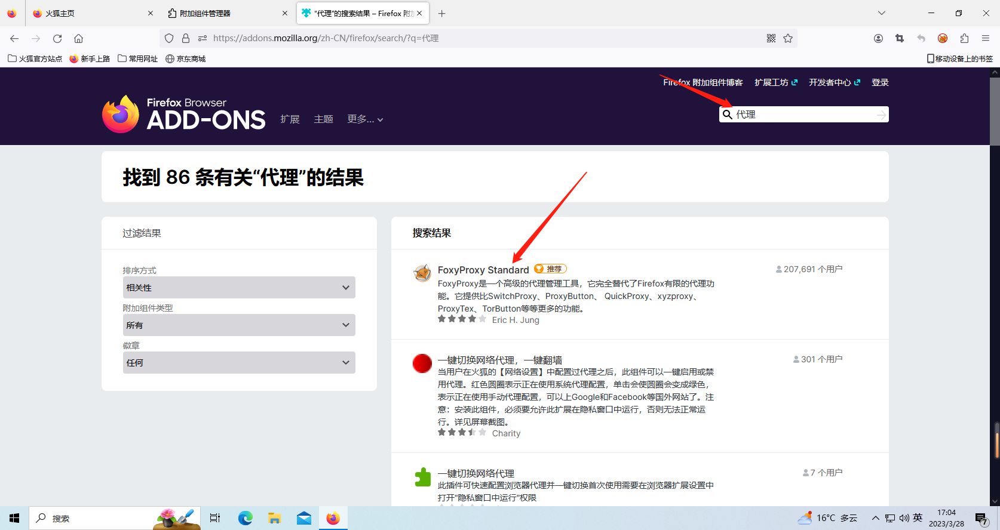 火狐主页
附加组件管理器
“代理”的搜索结果 – Firefox 附加
https://addons.mozilla.org/zh-CN/firefox/search/?q=代理
火狐官方站点
新手上路
常用网址
京东商城
移动设备上的书签
Firefox 附加组件博客
扩展工坊
开发者中心
登录
Firefox Browser
ADD-ONS
扩展
主题
更多...
代理
找到 86 条有关“代理”的结果
过滤结果
排序方式
相关性
附加组件类型
所有
徽章
任何
搜索结果
FoxyProxy Standard
推荐
207,691 个用户
FoxyProxy是一个高级的代理管理工具，它完全替代了Firefox有限的代理功
能。它提供比SwitchProxy、ProxyButton、 QuickProxy、xyzproxy、
ProxyTex、TorButton等等更多的功能。
Eric H. Jung
一键切换网络代理，一键翻墙
301 个用户
当用户在火狐的【网络设置】中配置过代理之后，此组件可以一键启用或禁
用代理。红色圆圈表示正在使用系统代理配置，单击会使圆圈会变成绿色，
表示正在使用手动代理配置，可以上Google和Facebook等国外网站了。注
意：安装此组件，必须要允许此扩展在隐私窗口中运行，否则无法正常运
行。详见屏幕截图。
Charity
一键切换网络代理
7 个用户
此插件可快速配置浏览器代理并一键切换首次使用需要在浏览器扩展设置中
打开"隐私窗口中运行"权限
搜索
16°C 多云
英
17:04
2023/3/28
7